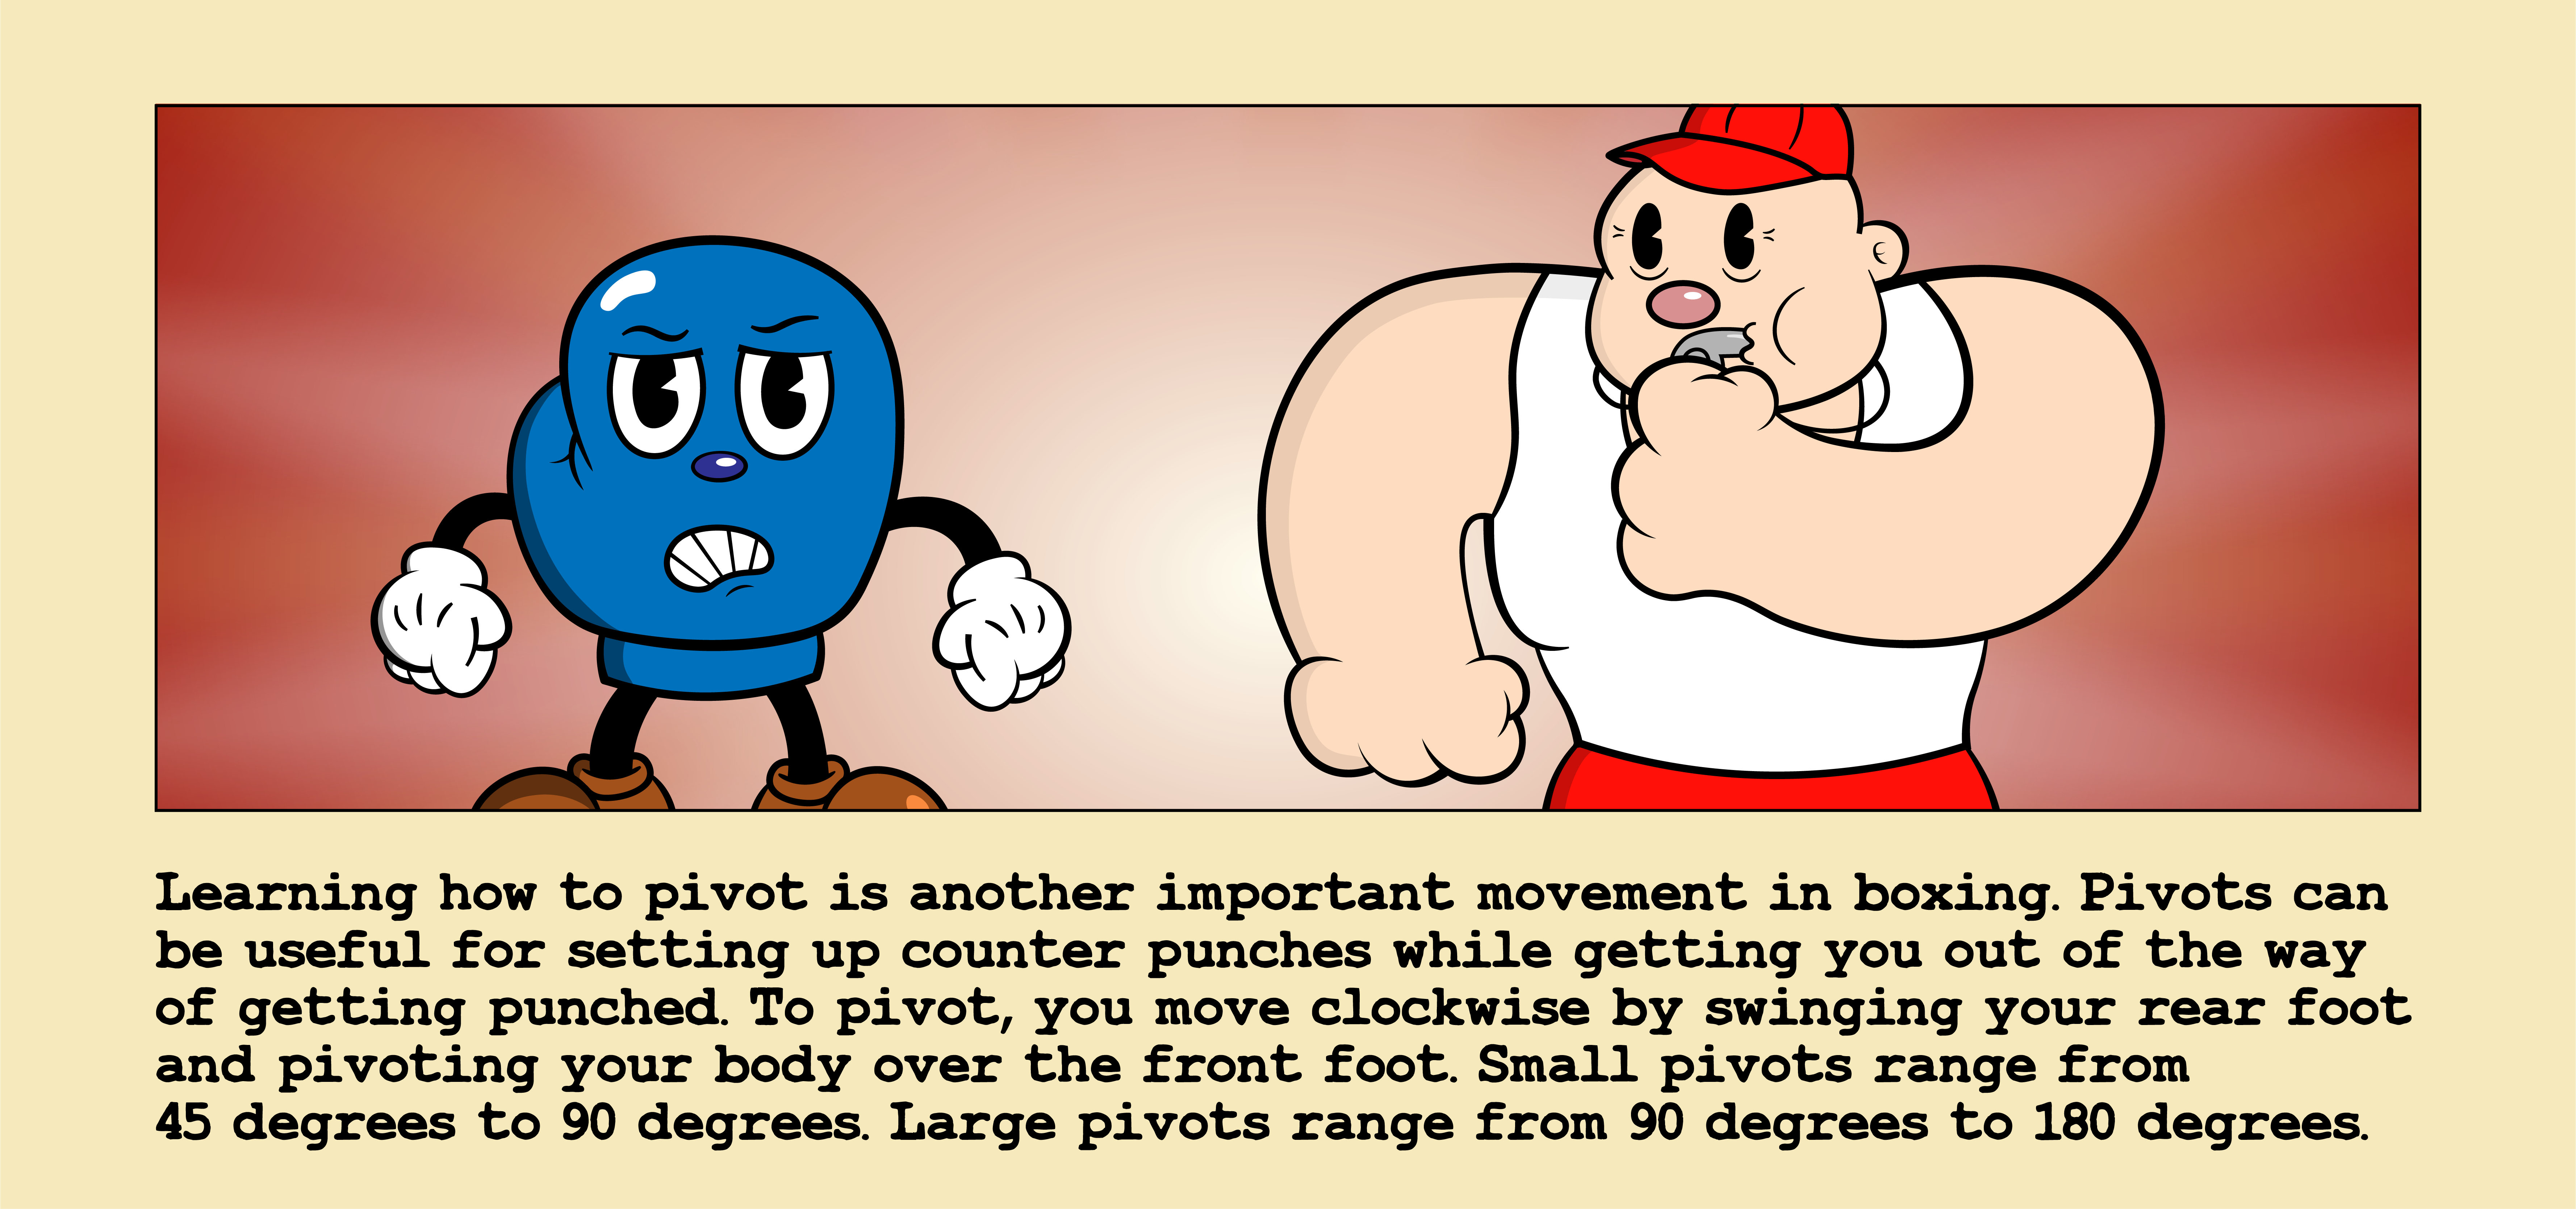 Learning how to pivot is another important movement in boxing. Pivots can
be useful for setting up counter punches while getting you out of the way
of getting punched. To pivot, you move clockwise by swinging your rear foot
and pivoting your body over the front foot. Small pivots range from
45 degrees to 90 degrees. Large pivots range from 90 degrees to 180 degrees.